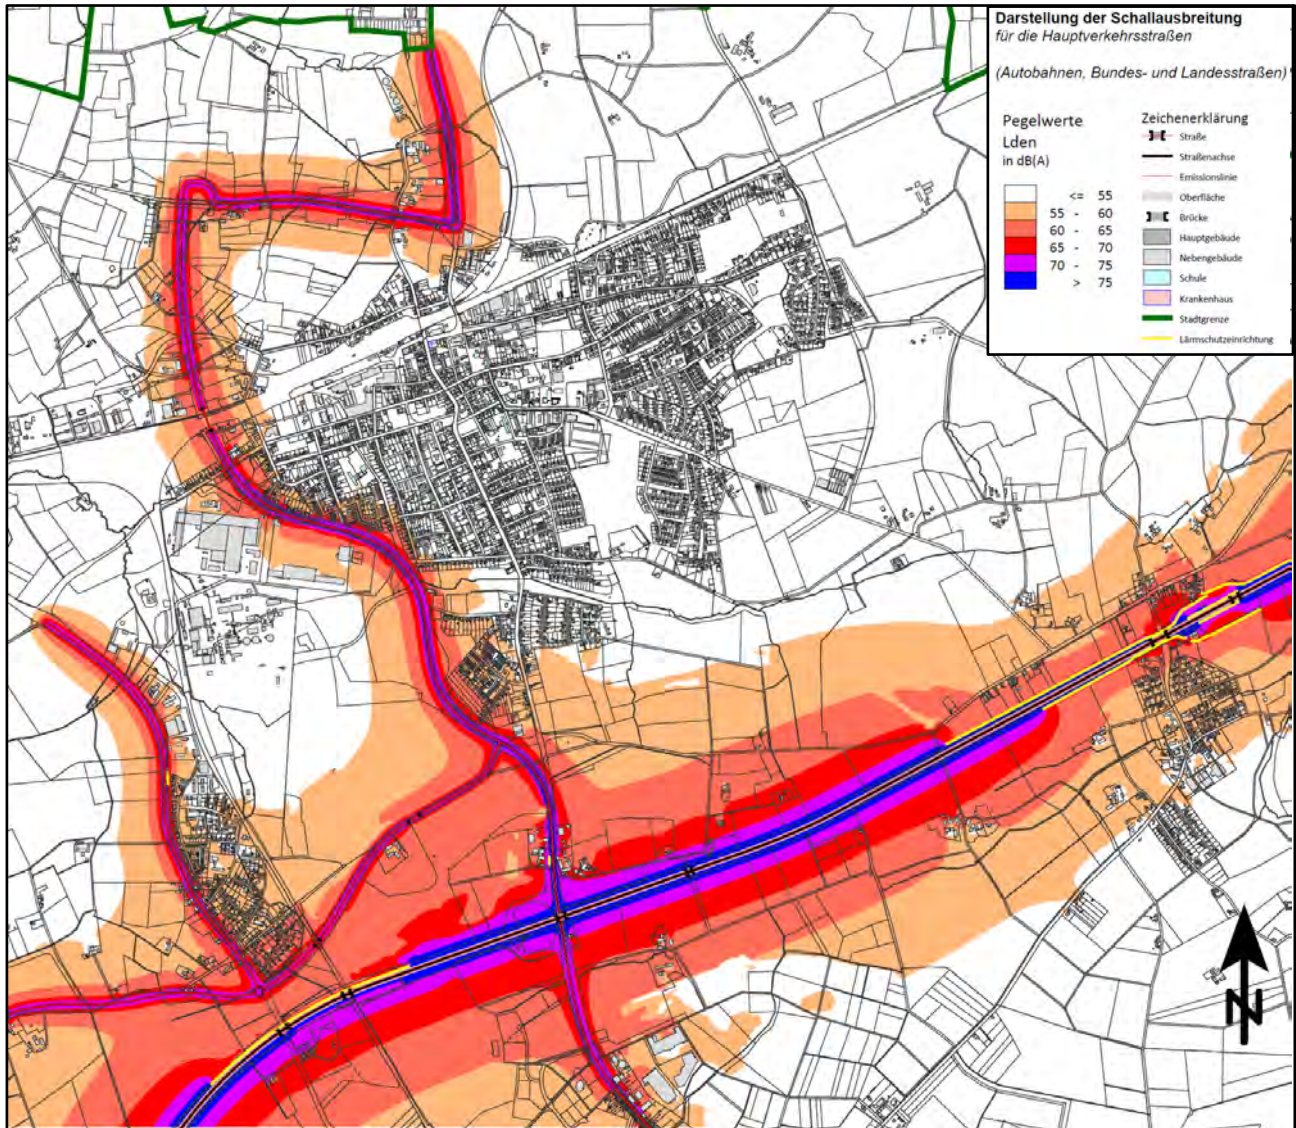 Darstellung der Schallausbreitung
für die Hauptverkehrsstraßen
(Autobahnen, Bundes- und Landesstraßen)
Pegelwerte
Lden
in dB(A)
<= 55
55 - 60
60 - 65
65 - 70
70 - 75
> 75
Zeichenerklärung
Straße
Straßenachse
Emissionslinie
Oberfläche
Brücke
Hauptgebäude
Nebengebäude
Schule
Krankenhaus
Stadtgrenze
Lärmschutzeinrichtung
N